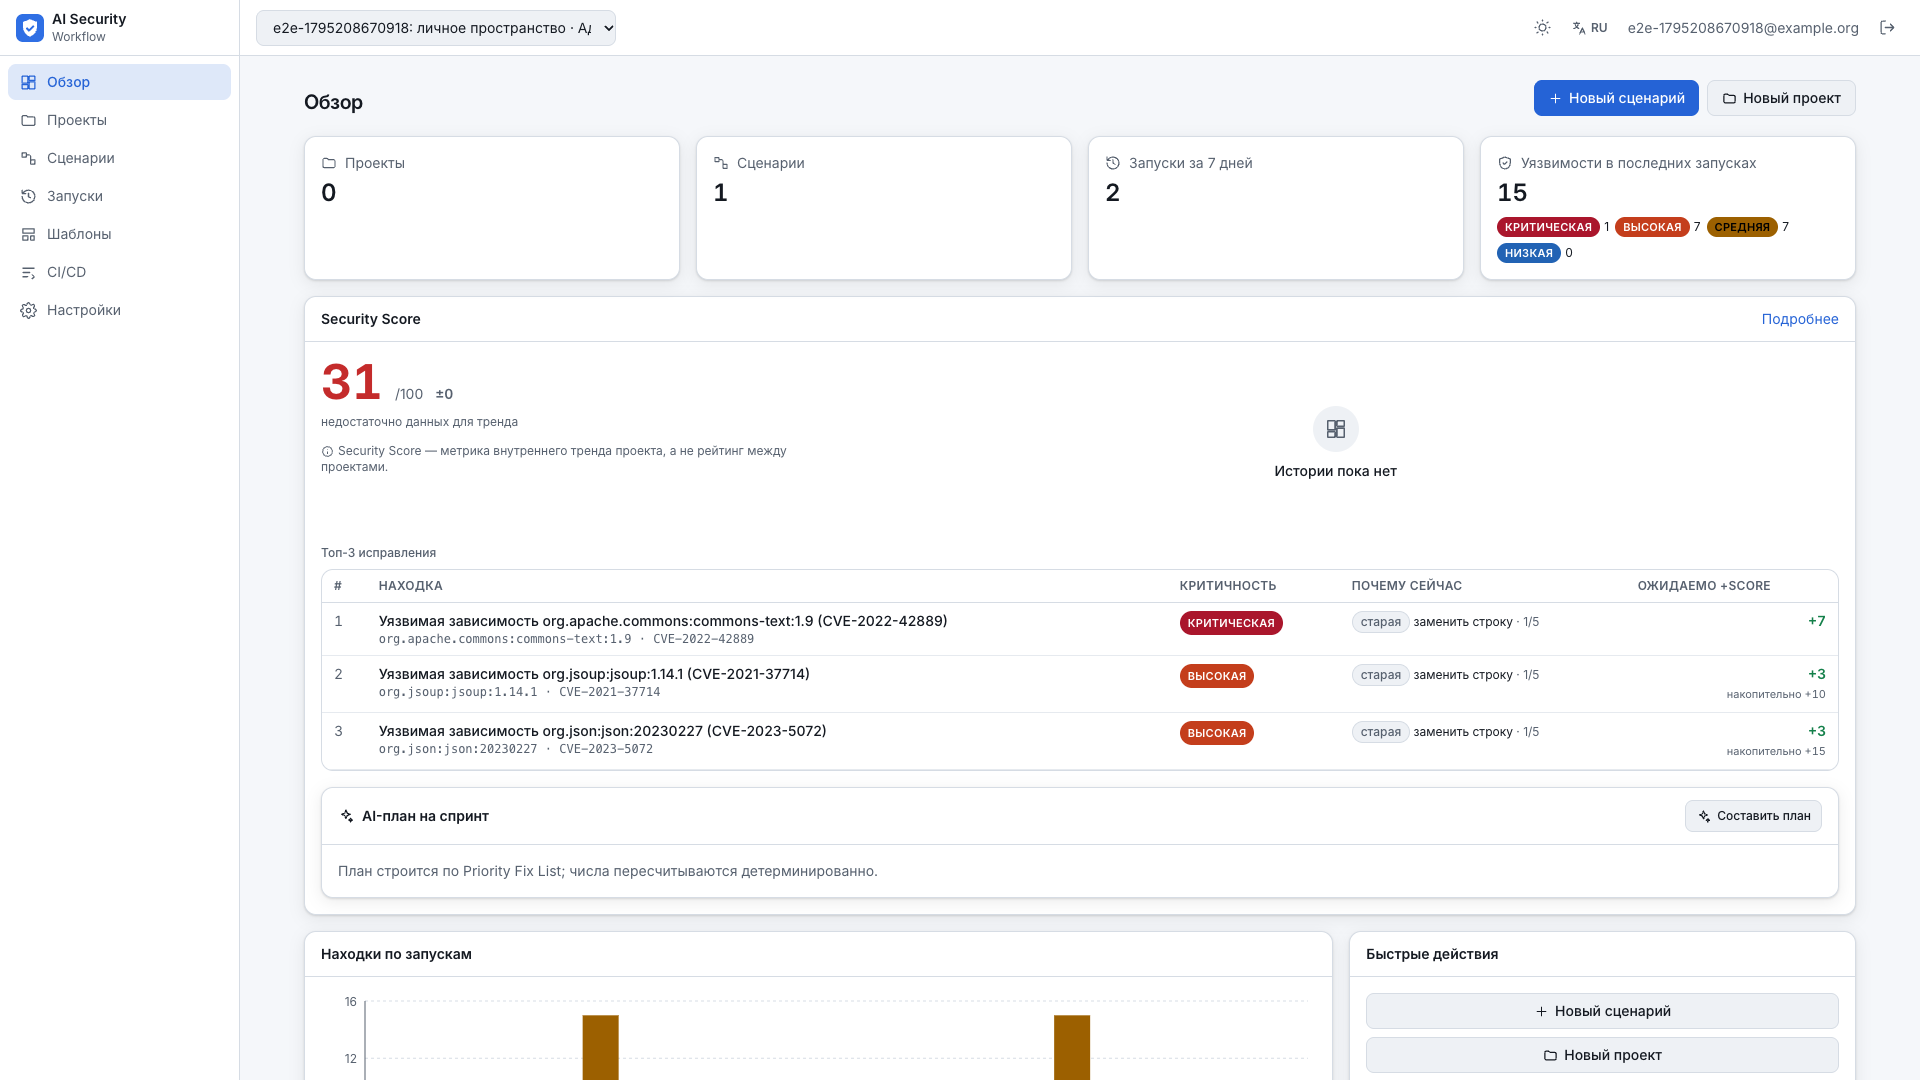 AI Security
Workflow
e2e-1795208670918: личное пространство · Ад
RU
e2e-1795208670918@example.org
Обзор
Проекты
Сценарии
Запуски
Шаблоны
CI/CD
Настройки
Обзор
Новый сценарий
Новый проект
Проекты
0
Сценарии
1
Запуски за 7 дней
2
Уязвимости в последних запусках
15
КРИТИЧЕСКАЯ 1 ВЫСОКАЯ 7 СРЕДНЯЯ 7
НИЗКАЯ 0
Security Score
Подробнее
31 /100 ±0
недостаточно данных для тренда
Security Score — метрика внутреннего тренда проекта, а не рейтинг между
проектами.
Истории пока нет
Топ-3 исправления
# НАХОДКА КРИТИЧНОСТЬ ПОЧЕМУ СЕЙЧАС ОЖИДАЕМО +SCORE
1 Уязвимая зависимость org.apache.commons:commons-text:1.9 (CVE-2022-42889) КРИТИЧЕСКАЯ старая заменить строку · 1/5 +7
org.apache.commons:commons-text:1.9 · CVE-2022-42889
2 Уязвимая зависимость org.jsoup:jsoup:1.14.1 (CVE-2021-37714) ВЫСОКАЯ старая заменить строку · 1/5 +3
org.jsoup:jsoup:1.14.1 · CVE-2021-37714 накопительно +10
3 Уязвимая зависимость org.json:json:20230227 (CVE-2023-5072) ВЫСОКАЯ старая заменить строку · 1/5 +3
org.json:json:20230227 · CVE-2023-5072 накопительно +15
AI-план на спринт
Составить план
План строится по Priority Fix List; числа пересчитываются детерминированно.
Находки по запускам
16
12
Быстрые действия
Новый сценарий
Новый проект